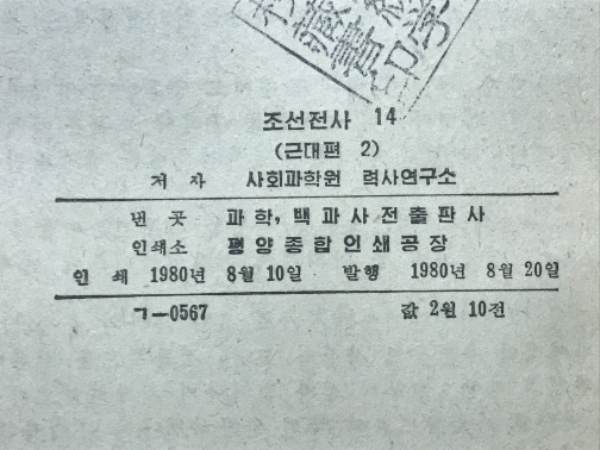 藏書印
조선전사 14
(근대편 2)
저 자 사회과학원 력사연구소
낸 곳 과학, 백과사전출판사
인쇄소 평양종합인쇄공장
인 쇄 1980년 8월 10일 발행 1980년 8월 20일
ㄱ—0567 값 2원 10전